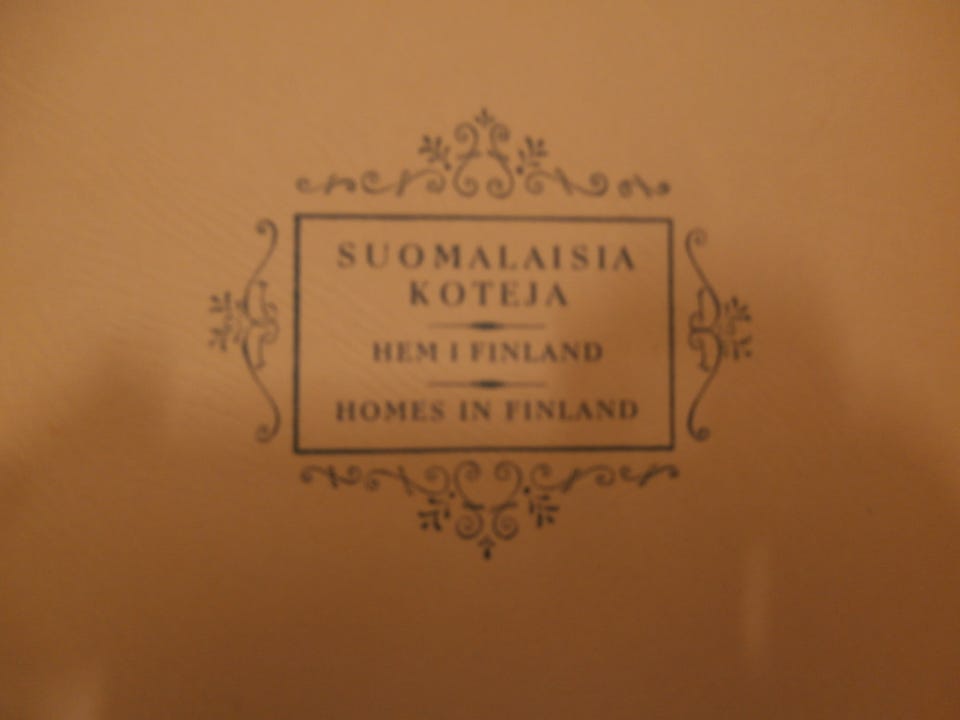 SUOMALAISIA
KOTEJA
HEM I FINLAND
HOMES IN FINLAND